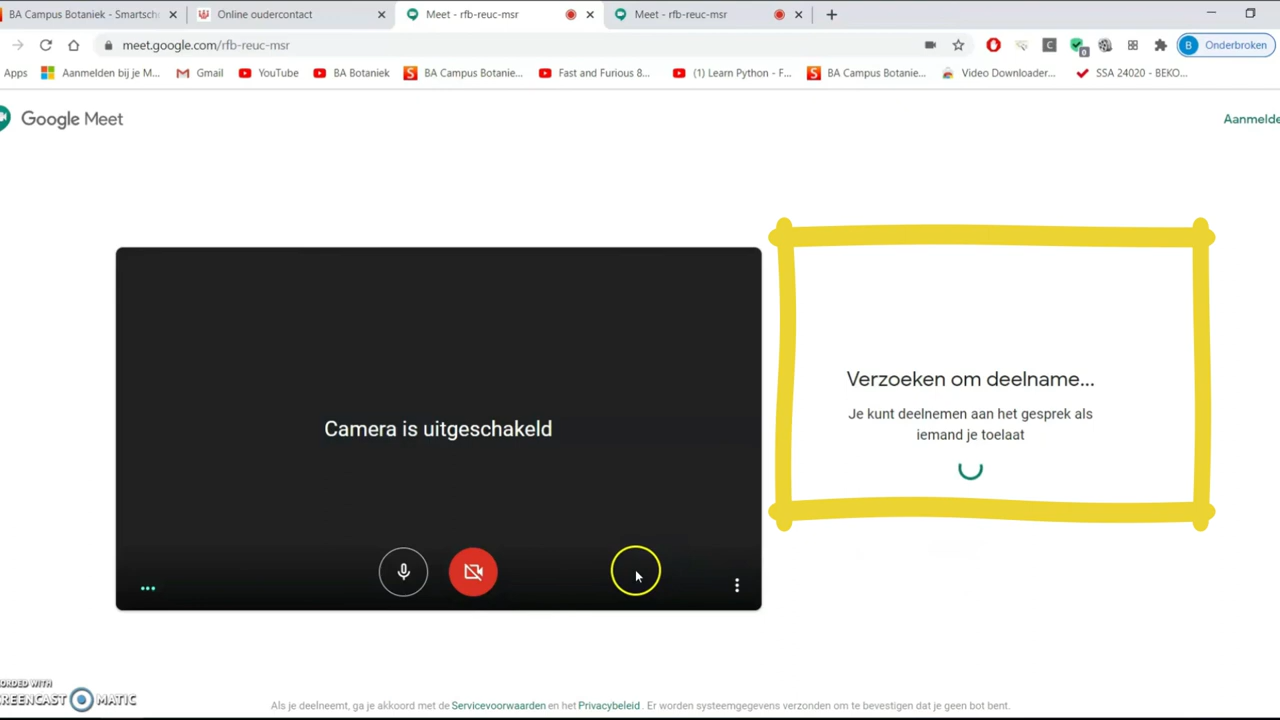 BA Campus Botaniek - Smartscho
Online oudercontact
Meet - rfb-reuc-msr
Meet - rfb-reuc-msr
meet.google.com/rfb-reuc-msr
0
B Onderbroken
Apps
Aanmelden bij je M...
Gmail
YouTube
BA Botaniek
BA Campus Botanie...
Fast and Furious 8...
(1) Learn Python - F...
BA Campus Botanie...
Video Downloader...
SSA 24020 - BEKO...
Google Meet
Aanmelde
Camera is uitgeschakeld
Verzoeken om deelname...
Je kunt deelnemen aan het gesprek als
iemand je toelaat
ORDED WITH
CREENCAST MATIC
Als je deelneemt, ga je akkoord met de Servicevoorwaarden en het Privacybeleid. Er worden systeemgegevens verzonden om te bevestigen dat je geen bot bent.